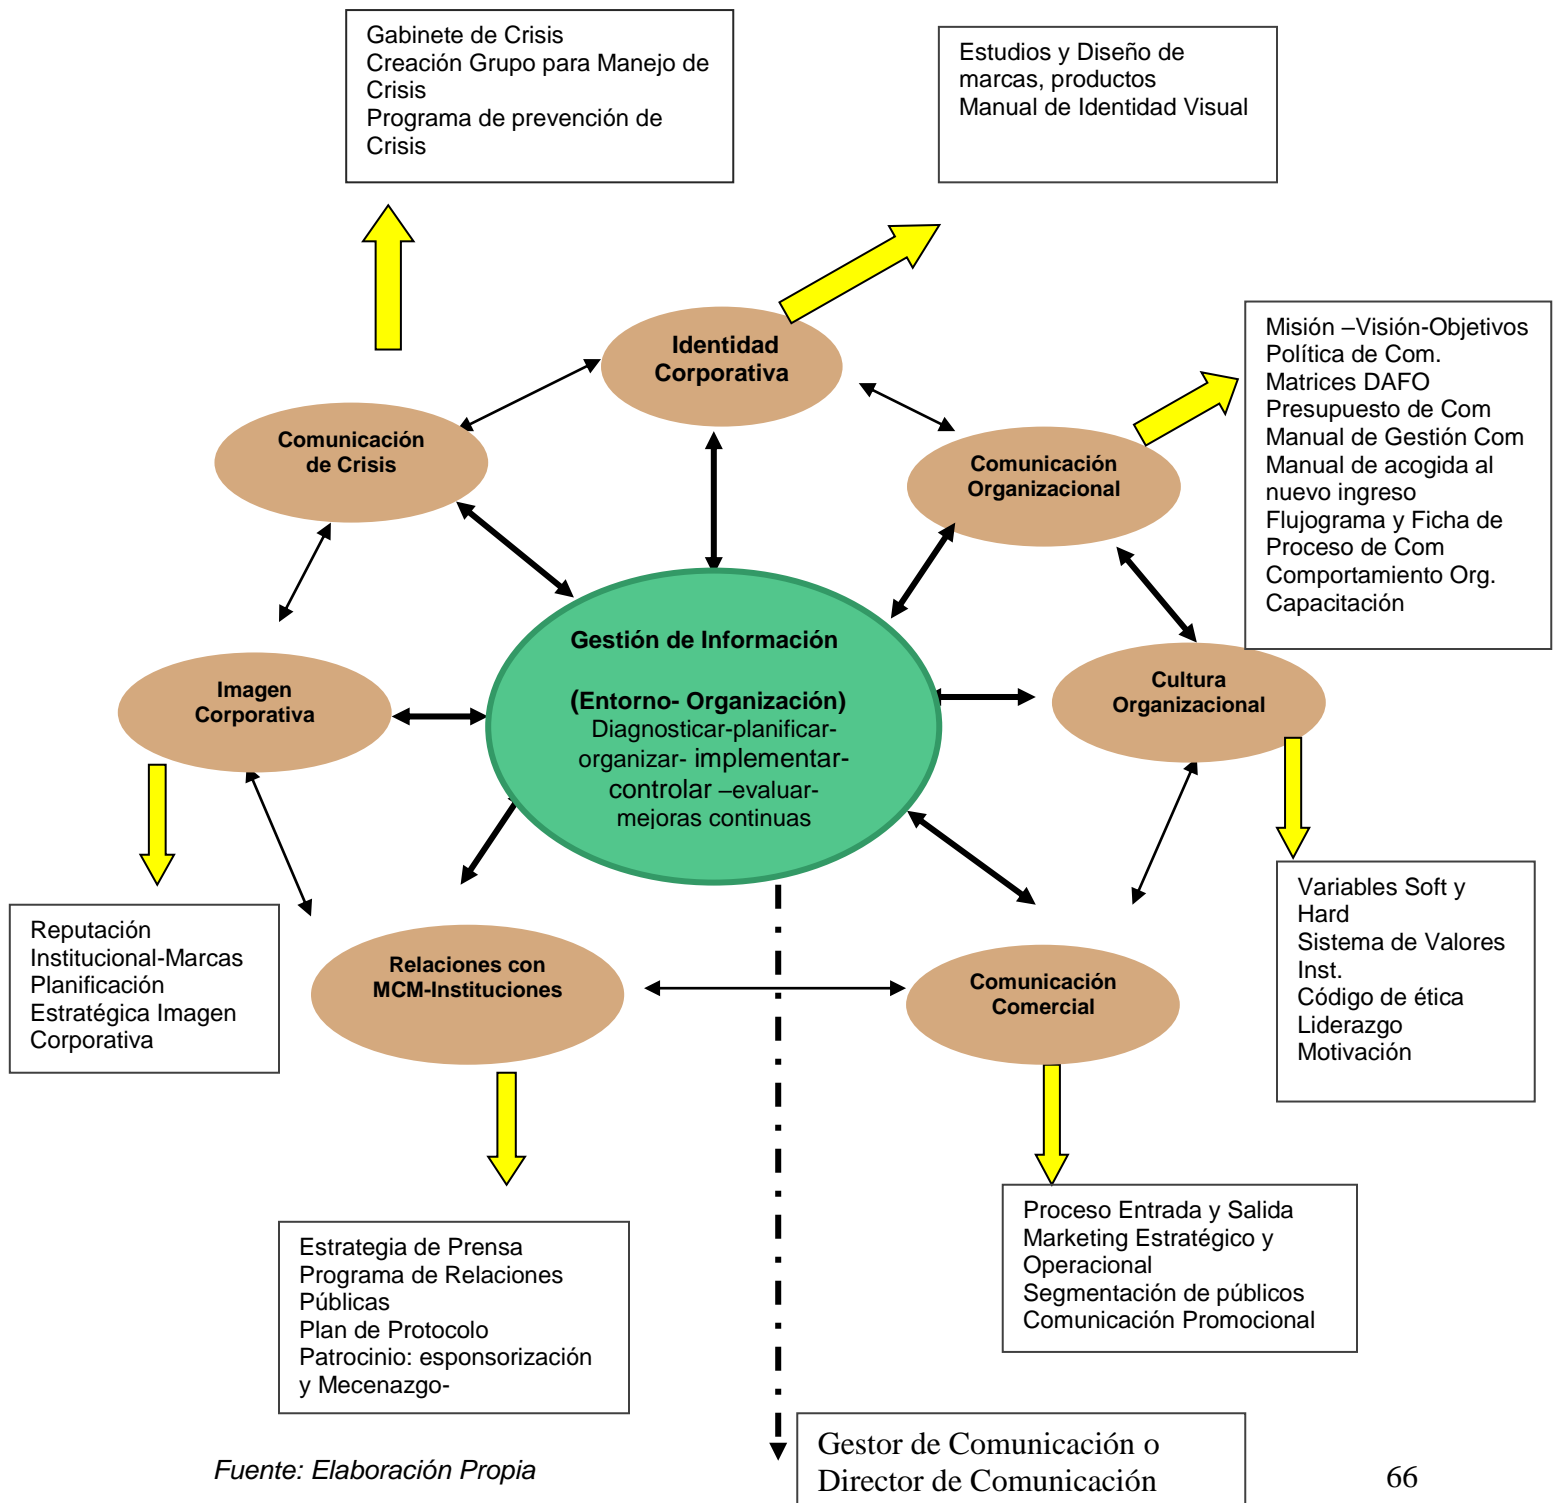 Gabinete de Crisis
Creación Grupo para Manejo de
Crisis
Programa de prevención de
Crisis
Estudios y Diseño de
marcas, productos
Manual de Identidad Visual
Identidad
Corporativa
Misión –Visión-Objetivos
Política de Com.
Matrices DAFO
Presupuesto de Com
Manual de Gestión Com
Manual de acogida al
nuevo ingreso
Flujograma y Ficha de
Proceso de Com
Comportamiento Org.
Capacitación
Comunicación
de Crisis
Comunicación
Organizacional
Gestión de Información
(Entorno- Organización)
Diagnosticar-planificar-
organizar- implementar-
controlar –evaluar-
mejoras continuas
Imagen
Corporativa
Cultura
Organizacional
Reputación
Institucional-Marcas
Planificación
Estratégica Imagen
Corporativa
Relaciones con
MCM-Instituciones
Comunicación
Comercial
Variables Soft y
Hard
Sistema de Valores
Inst.
Código de ética
Liderazgo
Motivación
Estrategia de Prensa
Programa de Relaciones
Públicas
Plan de Protocolo
Patrocinio: esponsorización
y Mecenazgo-
Proceso Entrada y Salida
Marketing Estratégico y
Operacional
Segmentación de públicos
Comunicación Promocional
Gestor de Comunicación o
Director de Comunicación
Fuente: Elaboración Propia
66